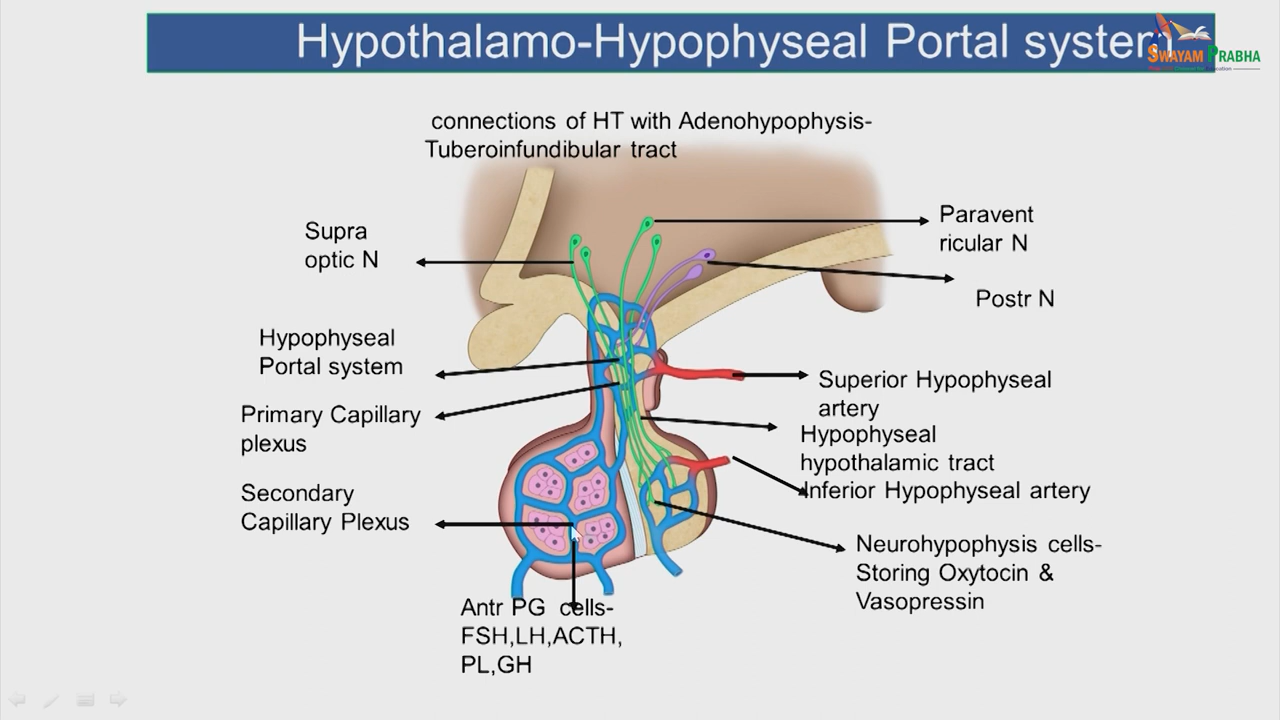 Hypothalamo-Hypophyseal Portal system
SWAYAM PRABHA
connections of HT with Adenohypophysis-
Tuberoinfundibular tract
Supra
optic N
Paravent
ricular N
Postr N
Hypophyseal
Portal system
Primary Capillary
plexus
Secondary
Capillary Plexus
Superior Hypophyseal
artery
Hypophyseal
hypothalamic tract
Inferior Hypophyseal artery
Neurohypophysis cells-
Storing Oxytocin &
Vasopressin
Antr PG cells-
FSH,LH,ACTH,
PL,GH